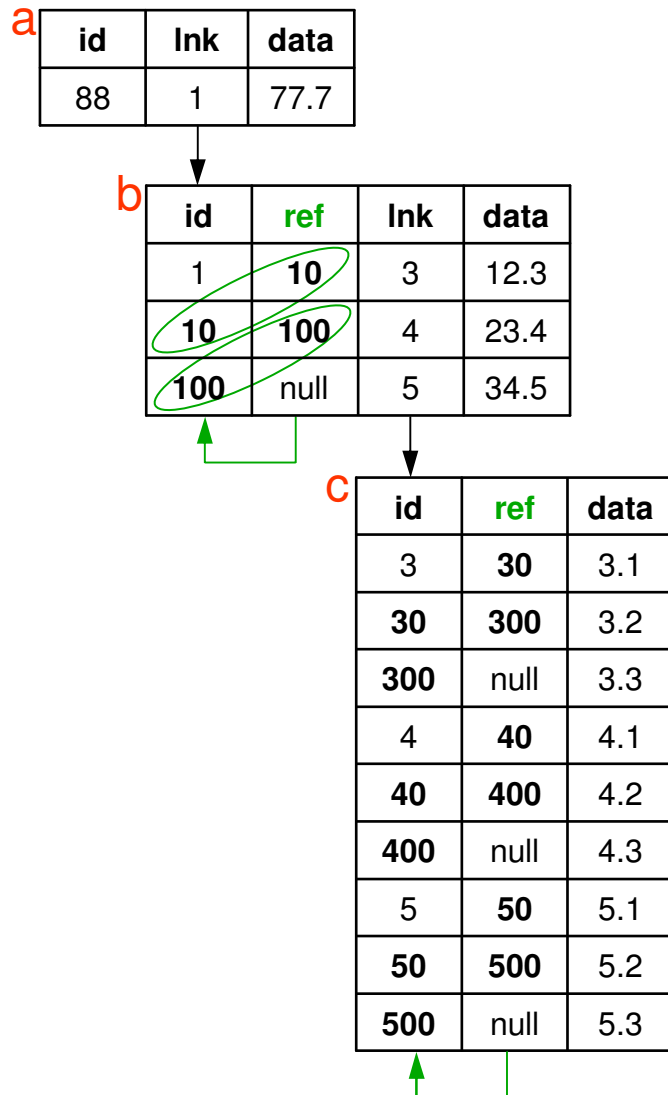 a
id lnk data
88 1 77.7
b
id ref lnk data
1 10 3 12.3
10 100 4 23.4
100 null 5 34.5
c
id ref data
3 30 3.1
30 300 3.2
300 null 3.3
4 40 4.1
40 400 4.2
400 null 4.3
5 50 5.1
50 500 5.2
500 null 5.3